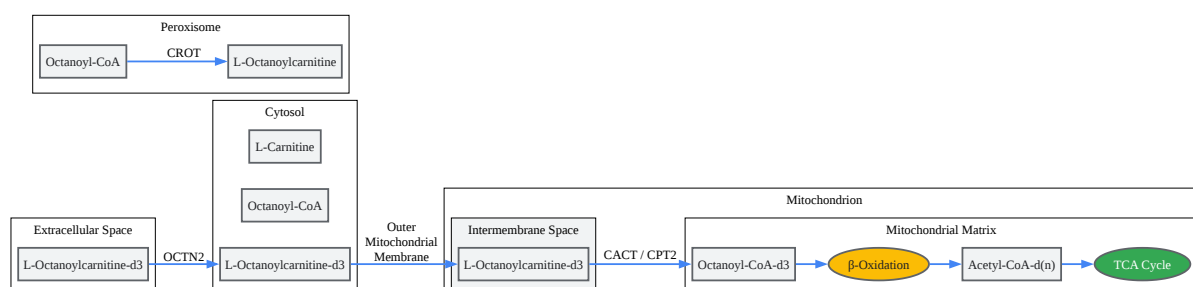 Peroxisome
Octanoyl-CoA
CROT
L-Octanoylcarnitine
Cytosol
L-Carnitine
Octanoyl-CoA
Mitochondrion
Extracellular Space
L-Octanoylcarnitine-d3
OCTN2
L-Octanoylcarnitine-d3
Outer
Mitochondrial
Membrane
Intermembrane Space
L-Octanoylcarnitine-d3
CACT / CPT2
Mitochondrial Matrix
Octanoyl-CoA-d3
β-Oxidation
Acetyl-CoA-d(n)
TCA Cycle